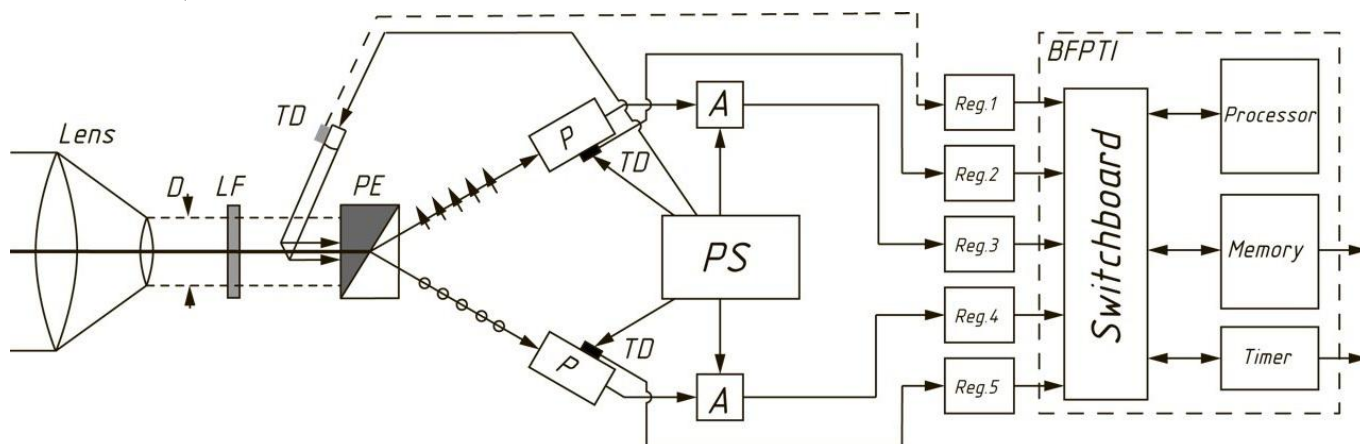 Lens
D
LF
TD
PE
P
TD
A
PS
P
TD
A
Reg.1
Reg.2
Reg.3
Reg.4
Reg.5
BFPTI
Switchboard
Processor
Memory
Timer